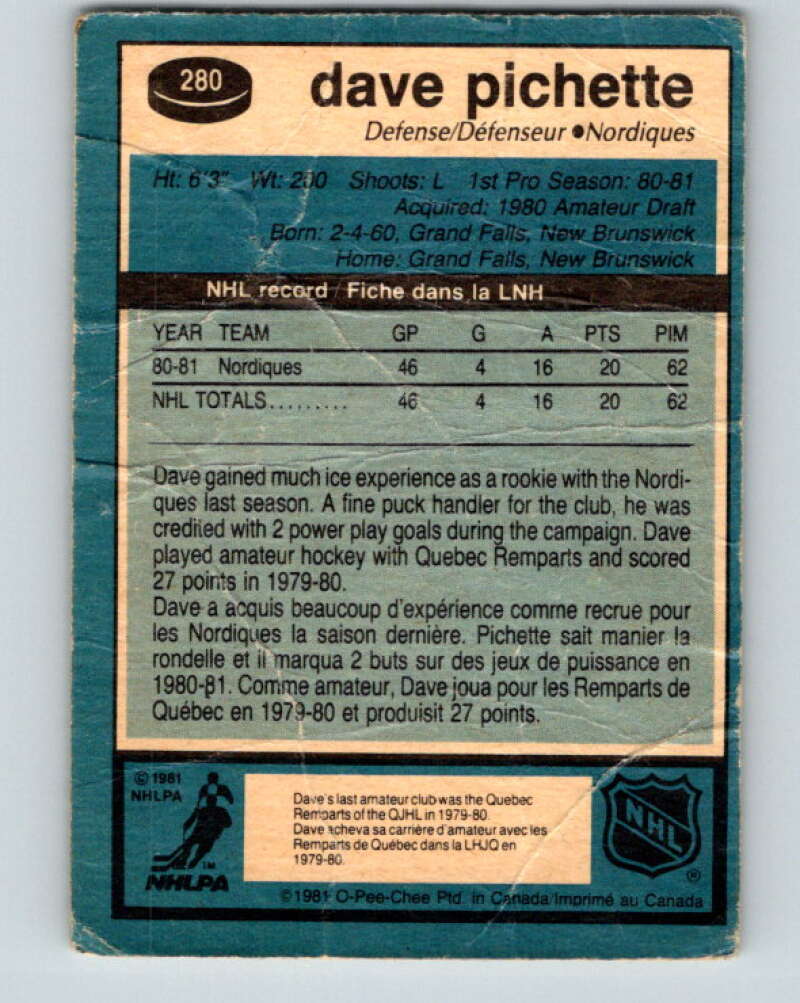 280
dave pichette
Defense/Défenseur ●Nordiques
Ht: 6'3" Wt: 200 Shoots: L 1st Pro Season: 80-81
Acquired: 1980 Amateur Draft
Born: 2-4-60, Grand Falls, New Brunswick
Home: Grand Falls, New Brunswick
NHL record / Fiche dans la LNH
YEAR TEAM GP G A PTS PIM
80-81 Nordiques 46 4 16 20 62
NHL TOTALS......... 46 4 16 20 62
Dave gained much ice experience as a rookie with the Nordi-
ques last season. A fine puck handler for the club, he was
credited with 2 power play goals during the campaign. Dave
played amateur hockey with Quebec Remparts and scored
27 points in 1979-80.
Dave a acquis beaucoup d'expérience comme recrue pour
les Nordiques la saison dernière. Pichette sait manier la
rondelle et il marqua 2 buts sur des jeux de puissance en
1980-81. Comme amateur, Dave joua pour les Remparts de
Québec en 1979-80 et produisit 27 points.
© 1981
NHLPA
TM
NHLPA
Dave's last amateur club was the Quebec
Remparts of the QJHL in 1979-80.
Dave acheva sa carrière d'amateur avec les
Remparts de Québec dans la LHJQ en
1979-80.
NHL
®
© 1981 O-Pee-Chee Ptd. in Canada/Imprimé au Canada